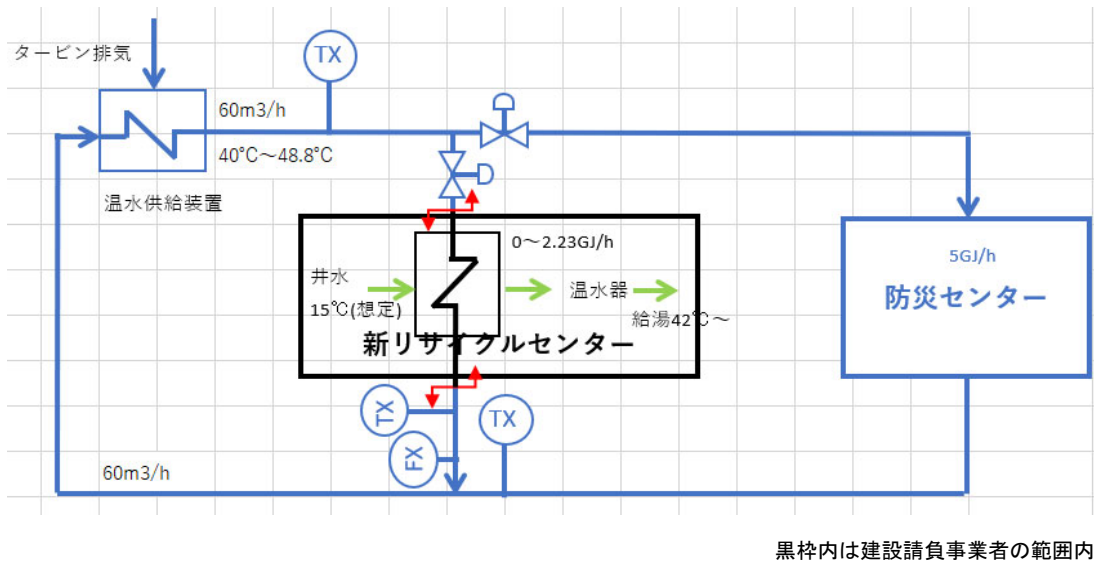 タービン排気
TX
60m3/h
40℃～48.8℃
温水供給装置
0～2.23GJ/h
井水
15℃(想定)
温水器
給湯42℃～
新リサイクルセンター
5GJ/h
防災センター
TX
TX
FX
60m3/h
黒枠内は建設請負事業者の範囲内